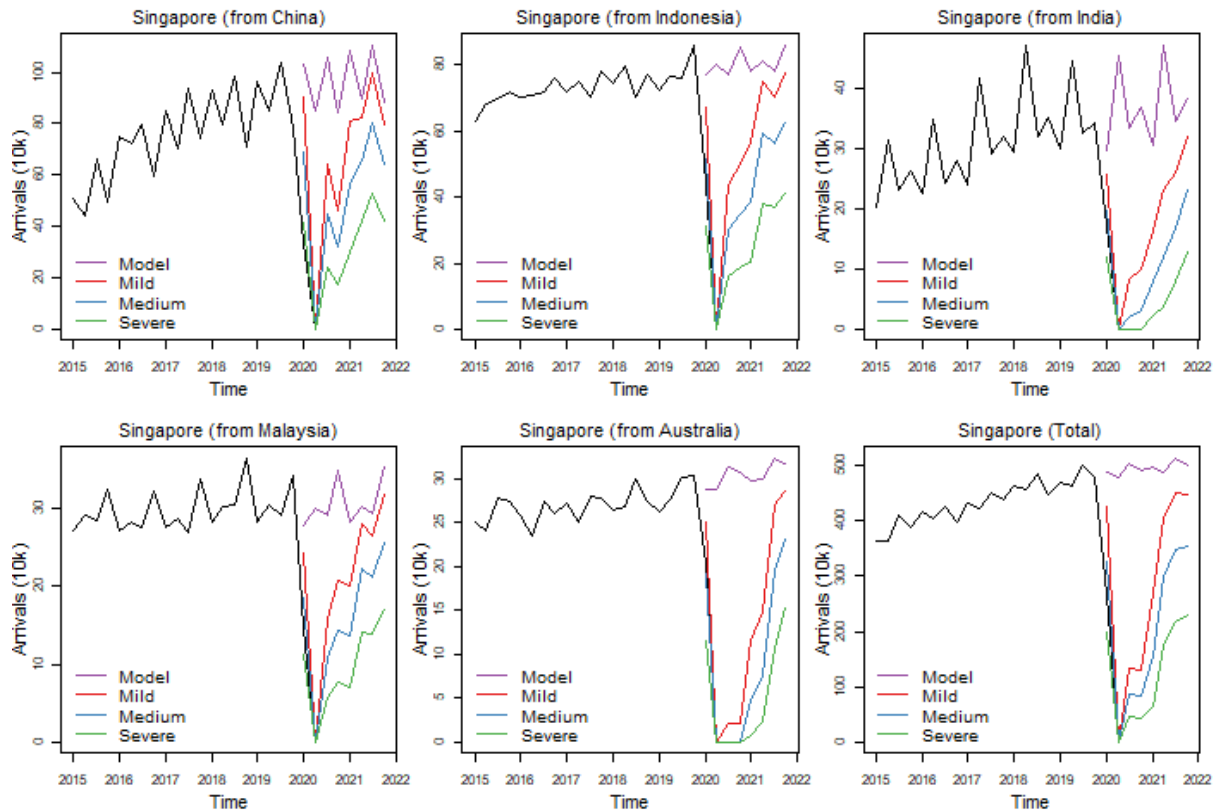 Singapore (from China)
Arrivals (10k)
0 20 40 60 80 100
Model
Mild
Medium
Severe
2015 2016 2017 2018 2019 2020 2021 2022
Time
Singapore (from Indonesia)
Arrivals (10k)
0 20 40 60 80
Model
Mild
Medium
Severe
2015 2016 2017 2018 2019 2020 2021 2022
Time
Singapore (from India)
Arrivals (10k)
0 10 20 30 40
Model
Mild
Medium
Severe
2015 2016 2017 2018 2019 2020 2021 2022
Time
Singapore (from Malaysia)
Arrivals (10k)
0 10 20 30
Model
Mild
Medium
Severe
2015 2016 2017 2018 2019 2020 2021 2022
Time
Singapore (from Australia)
Arrivals (10k)
0 5 10 15 20 25 30
Model
Mild
Medium
Severe
2015 2016 2017 2018 2019 2020 2021 2022
Time
Singapore (Total)
Arrivals (10k)
0 100 200 300 400 500
Model
Mild
Medium
Severe
2015 2016 2017 2018 2019 2020 2021 2022
Time